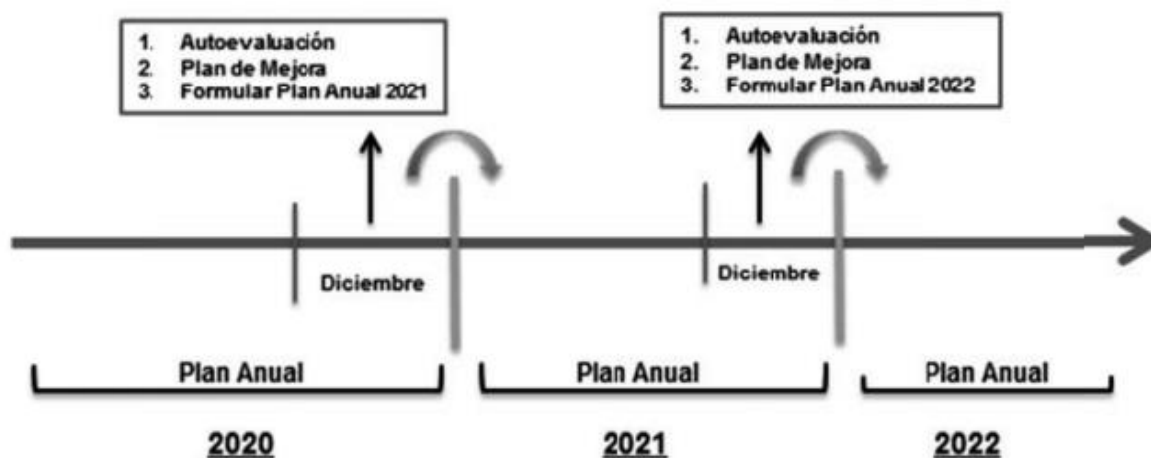 1. Autoevaluación
2. Plan de Mejora
3. Formular Plan Anual 2021
1. Autoevaluación
2. Plan de Mejora
3. Formular Plan Anual 2022
Diciembre
Diciembre
Plan Anual
Plan Anual
Plan Anual
2020
2021
2022